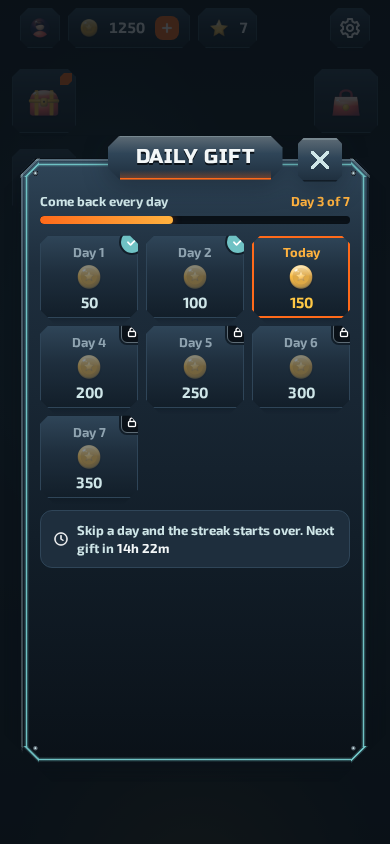 1250
7
DAILY GIFT
Come back every day
Day 3 of 7
Day 1
50
Day 2
100
Today
150
Day 4
200
Day 5
250
Day 6
300
Day 7
350
Skip a day and the streak starts over. Next
gift in 14h 22m